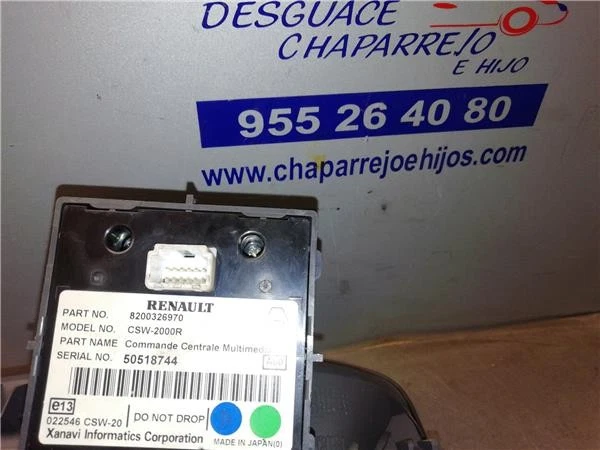 DESGUACE
CHAPARREJO
E HIJO
955 26 40 80
www.chaparrejoehijos.com
RENAULT
PART NO. 8200326970
MODEL NO. CSW-2000R
PART NAME Commande Centrale Multimed
SERIAL NO. 50518744
e13
022546 CSW-20
DO NOT DROP
MADE IN JAPAN(0)
Xanavi Informatics Corporation